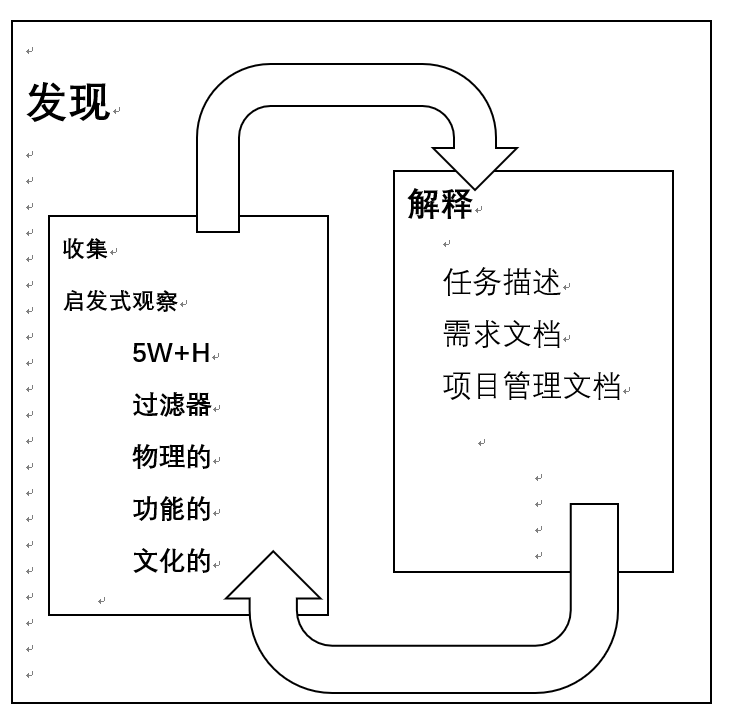 发现
收集
启发式观察
5W+H
过滤器
物理的
功能的
文化的
解释
任务描述
需求文档
项目管理文档